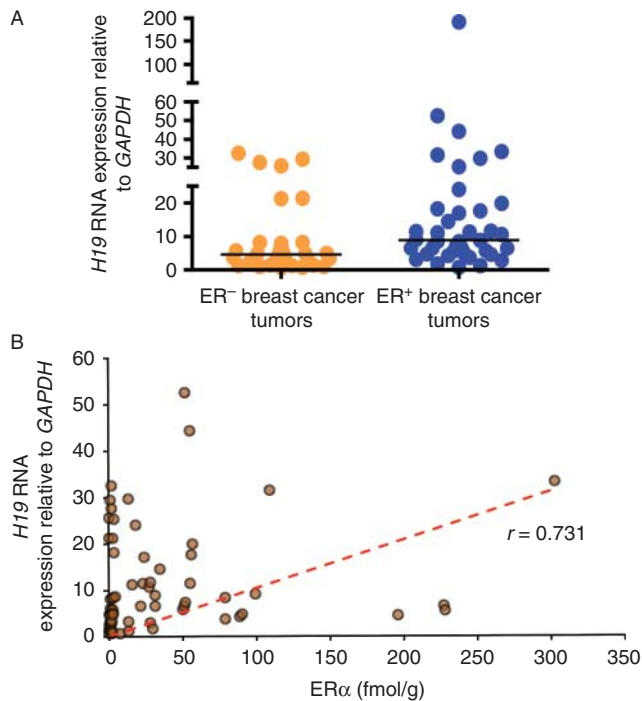 A
H19 RNA expression relative
to GAPDH
200
150
100
60
50
40
30
20
10
0
ER⁻ breast cancer
tumors
ER⁺ breast cancer
tumors
B
H19 RNA
expression relative to GAPDH
60
50
40
30
20
10
0
r = 0.731
0
50
100
150
200
250
300
350
ERα (fmol/g)